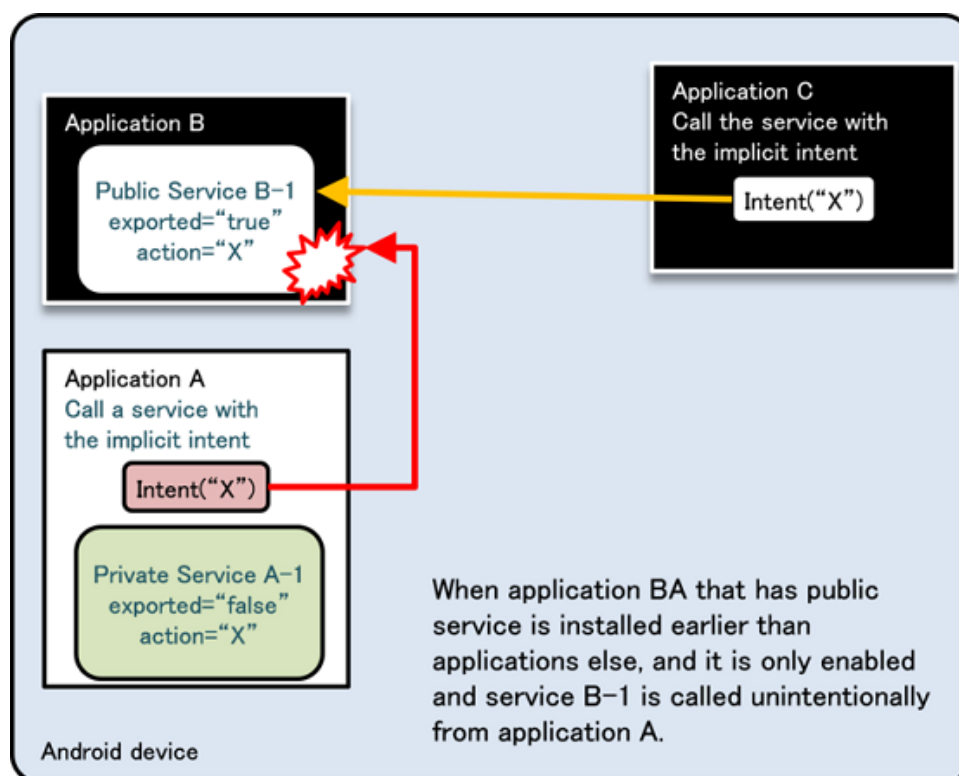 Application B
Public Service B-1
exported=“true”
action=“X”
Application C
Call the service with
the implicit intent
Intent(“X”)
Application A
Call a service with
the implicit intent
Intent(“X”)
Private Service A-1
exported=“false”
action=“X”
When application BA that has public
service is installed earlier than
applications else, and it is only enabled
and service B-1 is called unintentionally
from application A.
Android device